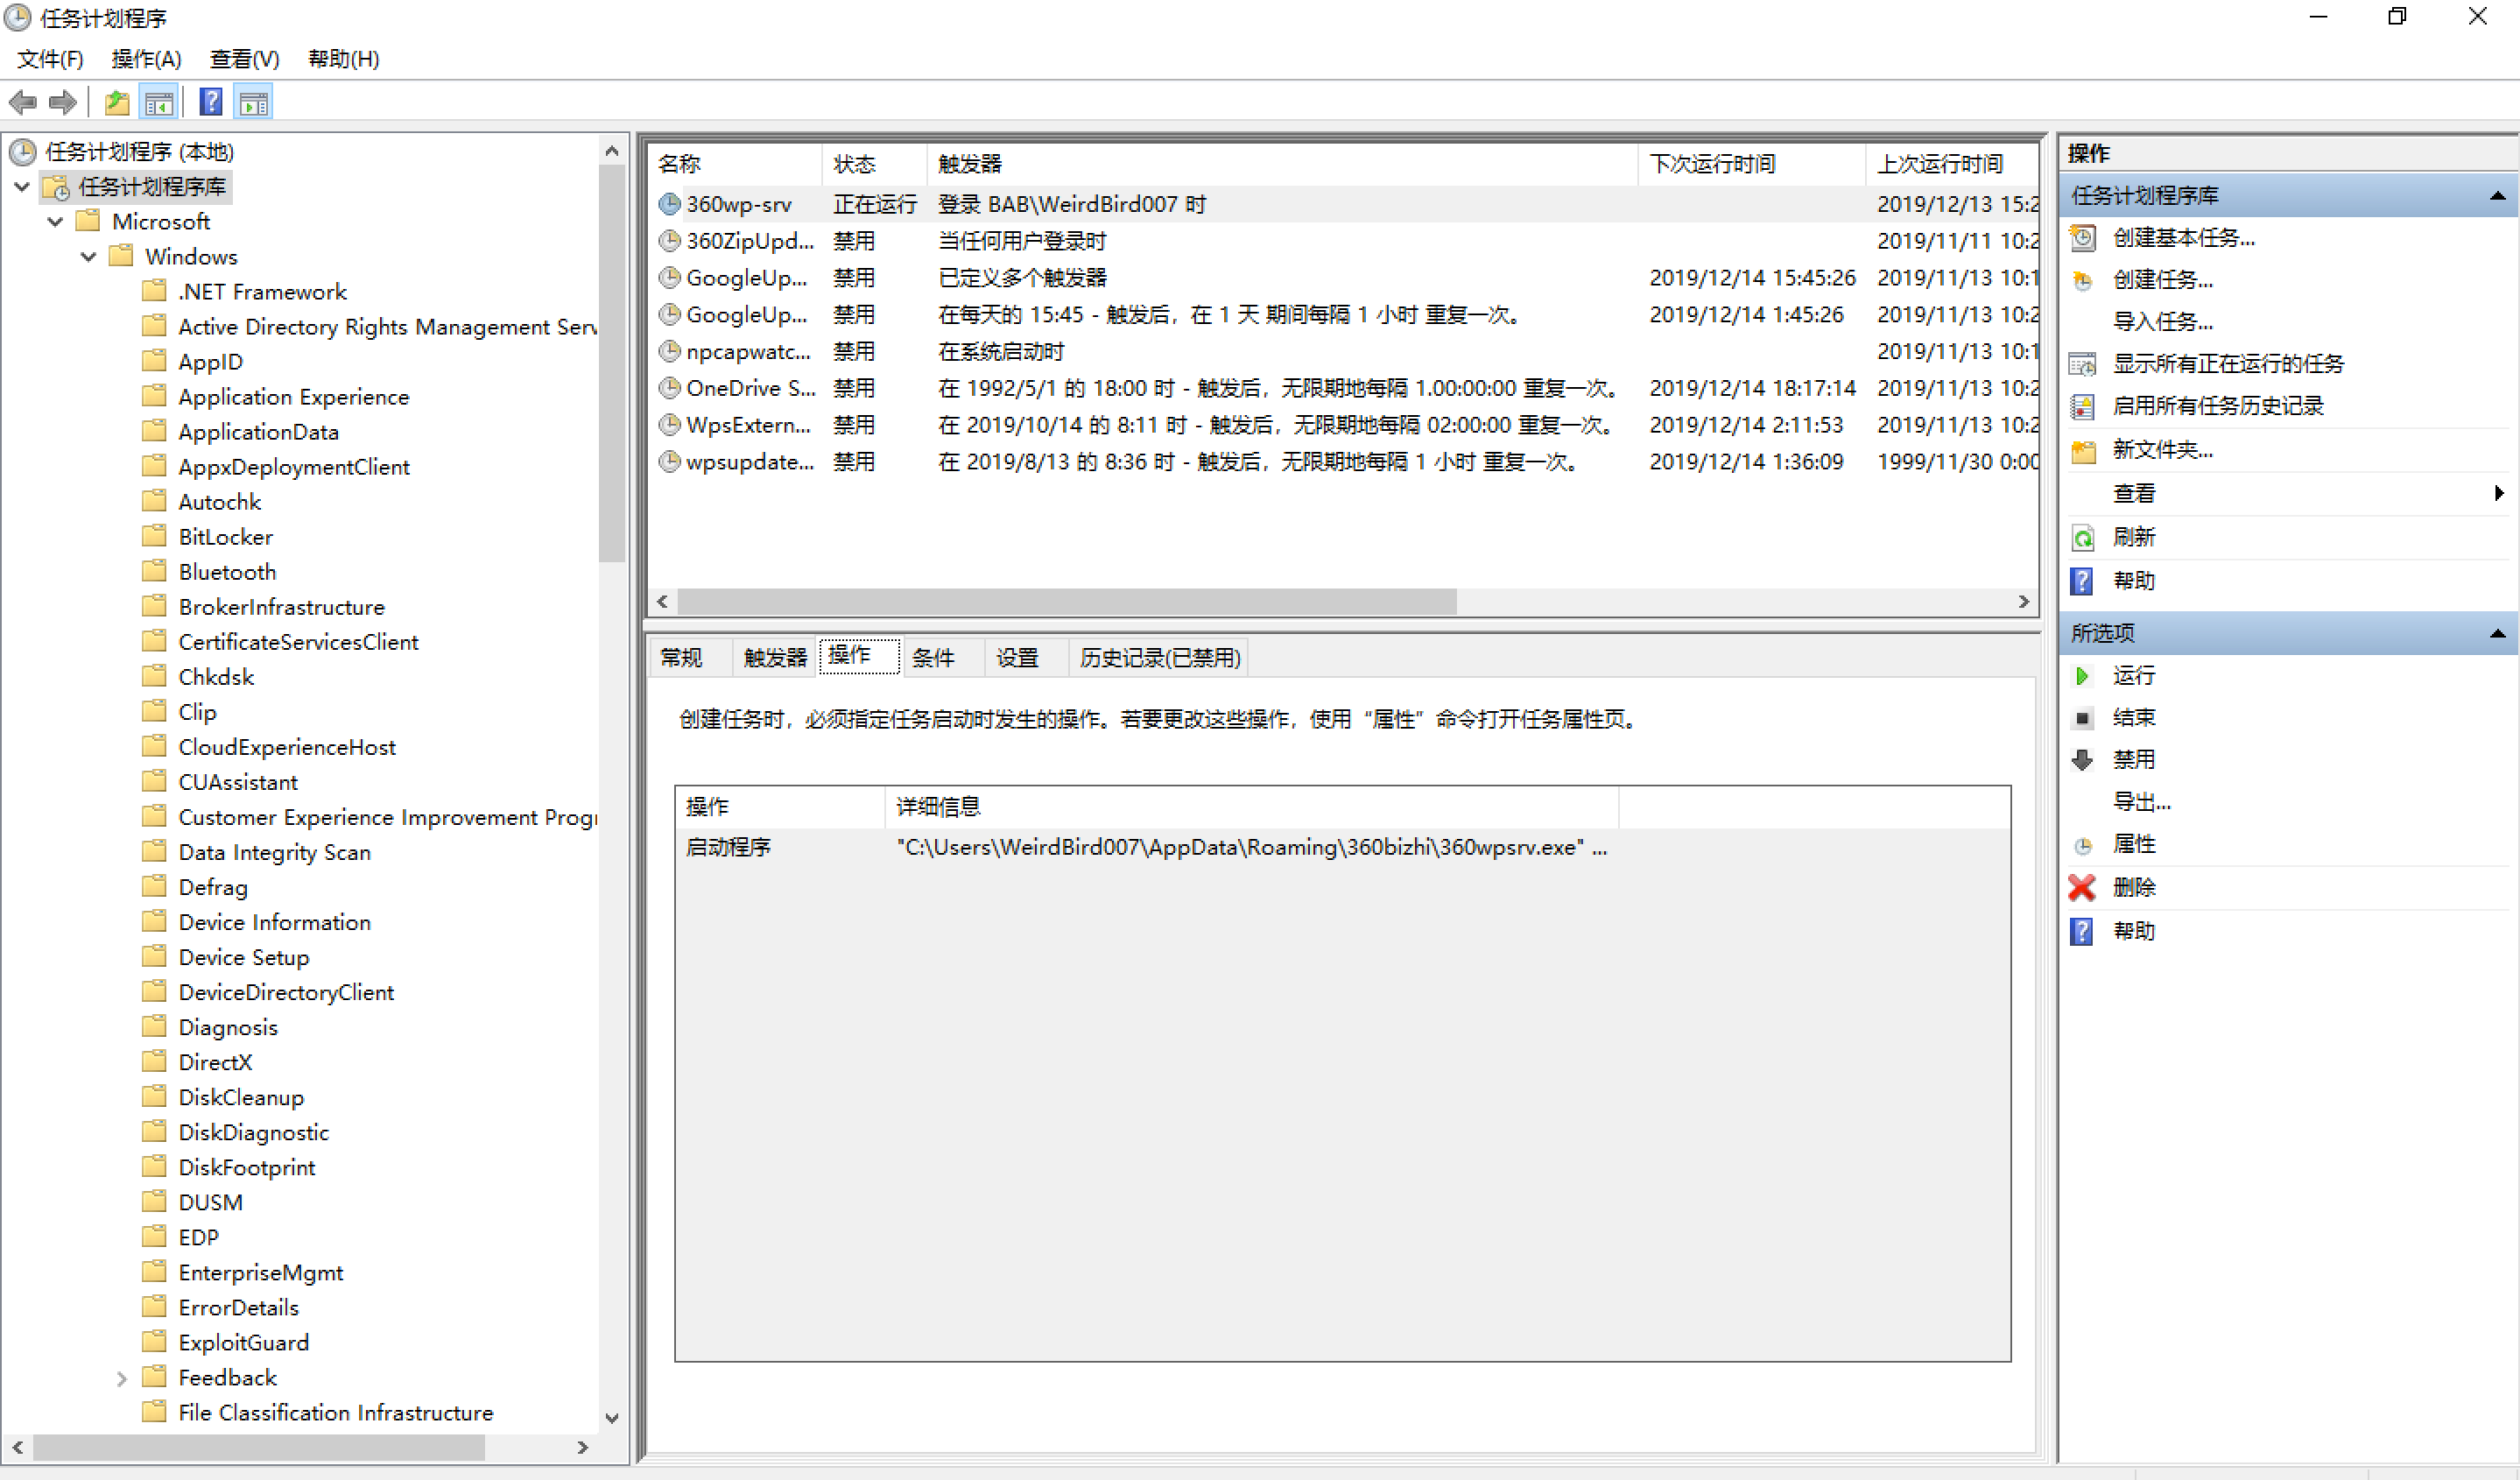 任务计划程序
文件(F) 操作(A) 查看(V) 帮助(H)
任务计划程序 (本地)
任务计划程序库
Microsoft
Windows
.NET Framework
Active Directory Rights Management Serv
AppID
Application Experience
ApplicationData
AppxDeploymentClient
Autochk
BitLocker
Bluetooth
BrokerInfrastructure
CertificateServicesClient
Chkdsk
Clip
CloudExperienceHost
CUAssistant
Customer Experience Improvement Progr
Data Integrity Scan
Defrag
Device Information
Device Setup
DeviceDirectoryClient
Diagnosis
DirectX
DiskCleanup
DiskDiagnostic
DiskFootprint
DUSM
EDP
EnterpriseMgmt
ErrorDetails
ExploitGuard
Feedback
File Classification Infrastructure
名称 状态 触发器 下次运行时间 上次运行时间
360wp-srv 正在运行 登录 BAB\WeirdBird007 时 2019/12/13 15:2
360ZipUpd... 禁用 当任何用户登录时 2019/11/11 10:2
GoogleUp... 禁用 已定义多个触发器 2019/12/14 15:45:26 2019/11/13 10:1
GoogleUp... 禁用 在每天的 15:45 - 触发后，在 1 天 期间每隔 1 小时 重复一次。 2019/12/14 1:45:26 2019/11/13 10:2
npcapwatc... 禁用 在系统启动时 2019/11/13 10:1
OneDrive S... 禁用 在 1992/5/1 的 18:00 时 - 触发后，无限期地每隔 1.00:00:00 重复一次。 2019/12/14 18:17:14 2019/11/13 10:2
WpsExtern... 禁用 在 2019/10/14 的 8:11 时 - 触发后，无限期地每隔 02:00:00 重复一次。 2019/12/14 2:11:53 2019/11/13 10:2
wpsupdate... 禁用 在 2019/8/13 的 8:36 时 - 触发后，无限期地每隔 1 小时 重复一次。 2019/12/14 1:36:09 1999/11/30 0:00
常规 触发器 操作 条件 设置 历史记录(已禁用)
创建任务时，必须指定任务启动时发生的操作。若要更改这些操作，使用“属性”命令打开任务属性页。
操作 详细信息
启动程序 "C:\Users\WeirdBird007\AppData\Roaming\360bizhi\360wpsrv.exe" ...
操作
任务计划程序库
创建基本任务...
创建任务...
导入任务...
显示所有正在运行的任务
启用所有任务历史记录
新文件夹...
查看
刷新
帮助
所选项
运行
结束
禁用
导出...
属性
删除
帮助